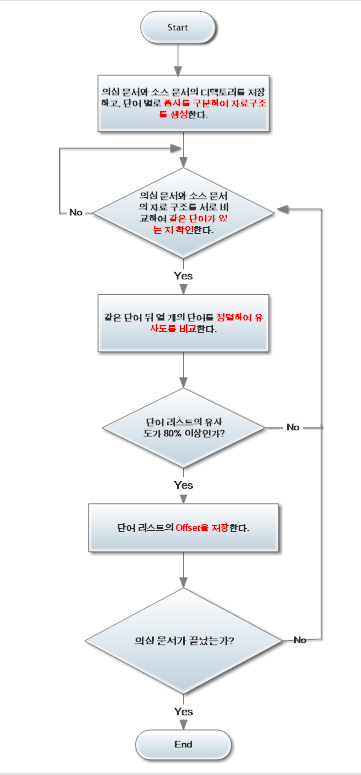 Start
의심 문서와 소스 문서의 디렉토리를 저장
하고, 단어 별로 품사를 구분하여 자료구조
를 생성한다.
의심 문서와 소스 문서
의 자료 구조를 서로 비
교하여 같은 단어가 있
는 지 확인한다.
No
Yes
같은 단어 뒤 열 개의 단어를 정렬하여 유
사도를 비교한다.
단어 리스트의 유사
도가 80% 이상인가?
No
Yes
단어 리스트의 Offset을 저장한다.
의심 문서가 끝났는가?
No
Yes
End